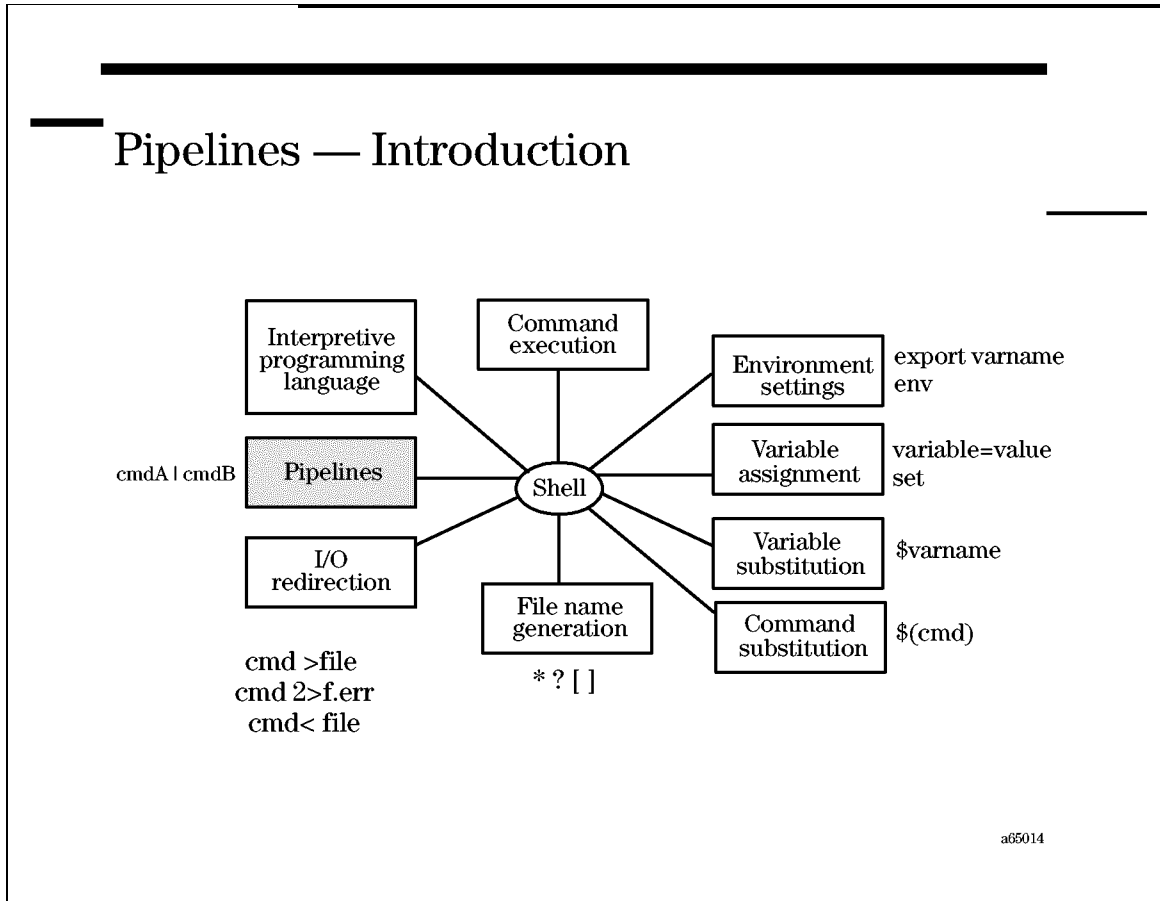 Pipelines — Introduction
Interpretive
programming
language
Command
execution
Environment
settings
export varname
env
cmdA | cmdB
Pipelines
Shell
Variable
assignment
variable=value
set
I/O
redirection
cmd >file
cmd 2>f.err
cmd< file
File name
generation
* ? [ ]
Variable
substitution
$varname
Command
substitution
$(cmd)
a65014